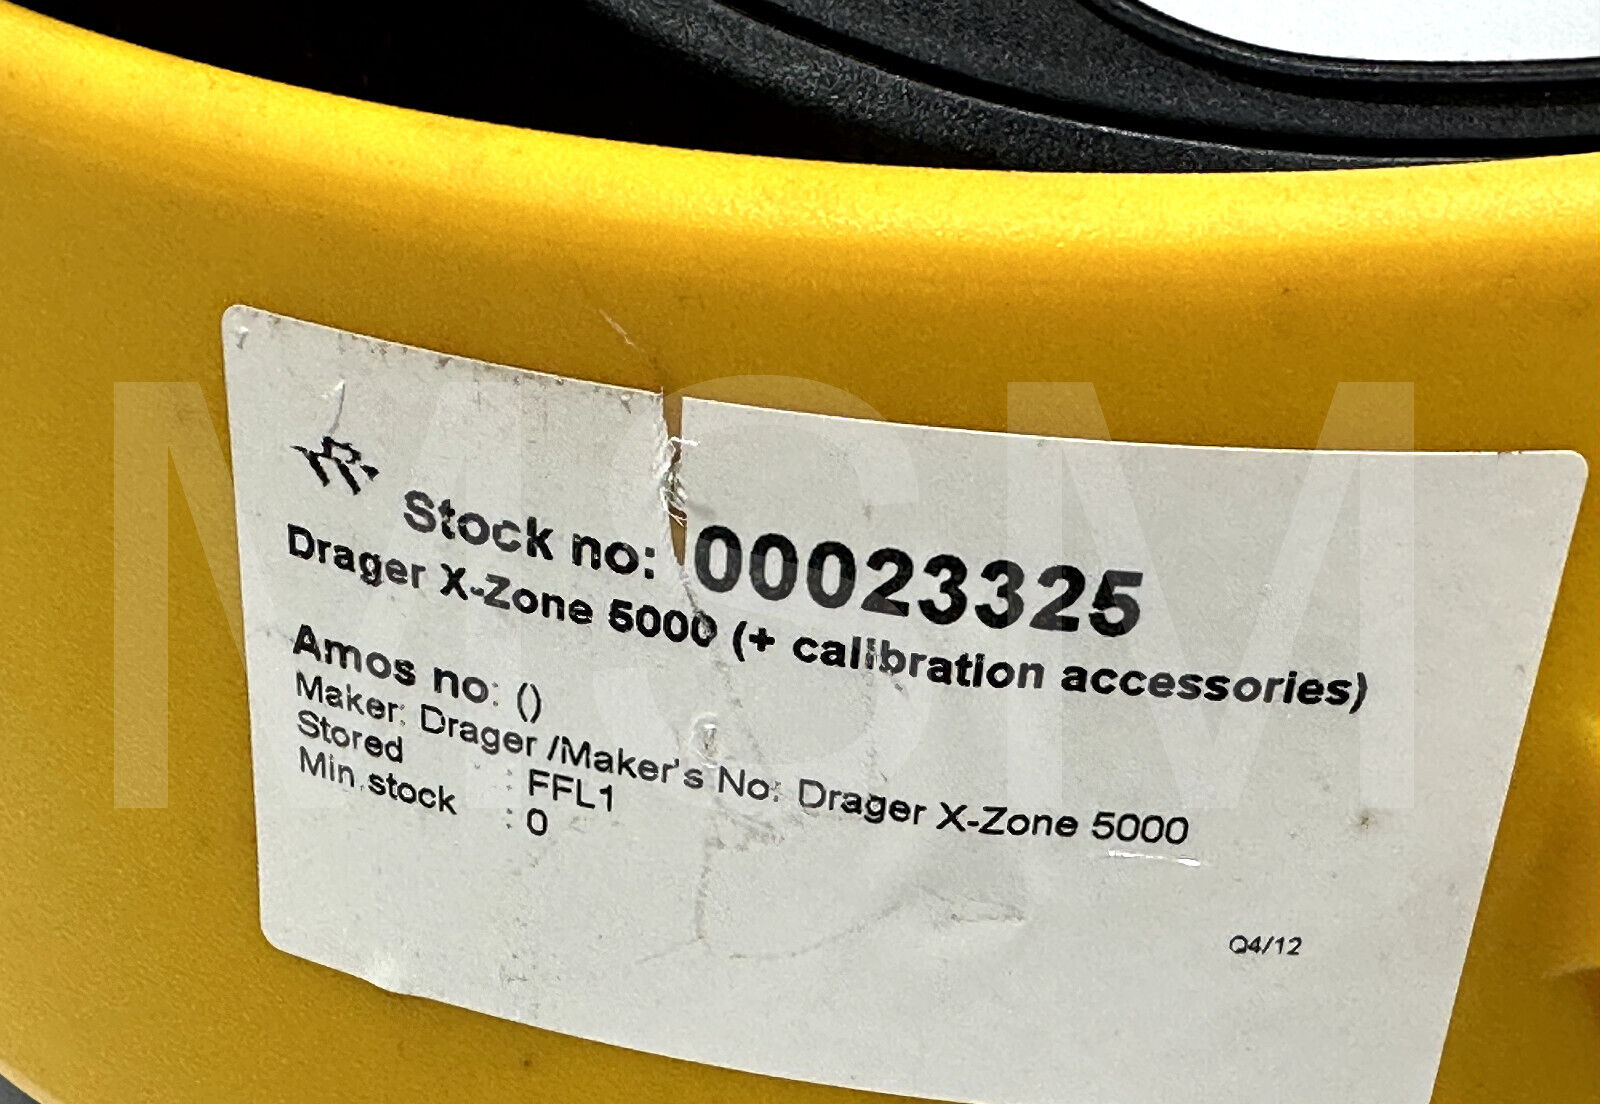 Stock no: 00023325
Drager X-Zone 5000 (+ calibration accessories)
Amos no: ()
Maker: Drager /Maker's No: Drager X-Zone 5000
Stored : FFL1
Min.stock : 0
Q4/12
MSM